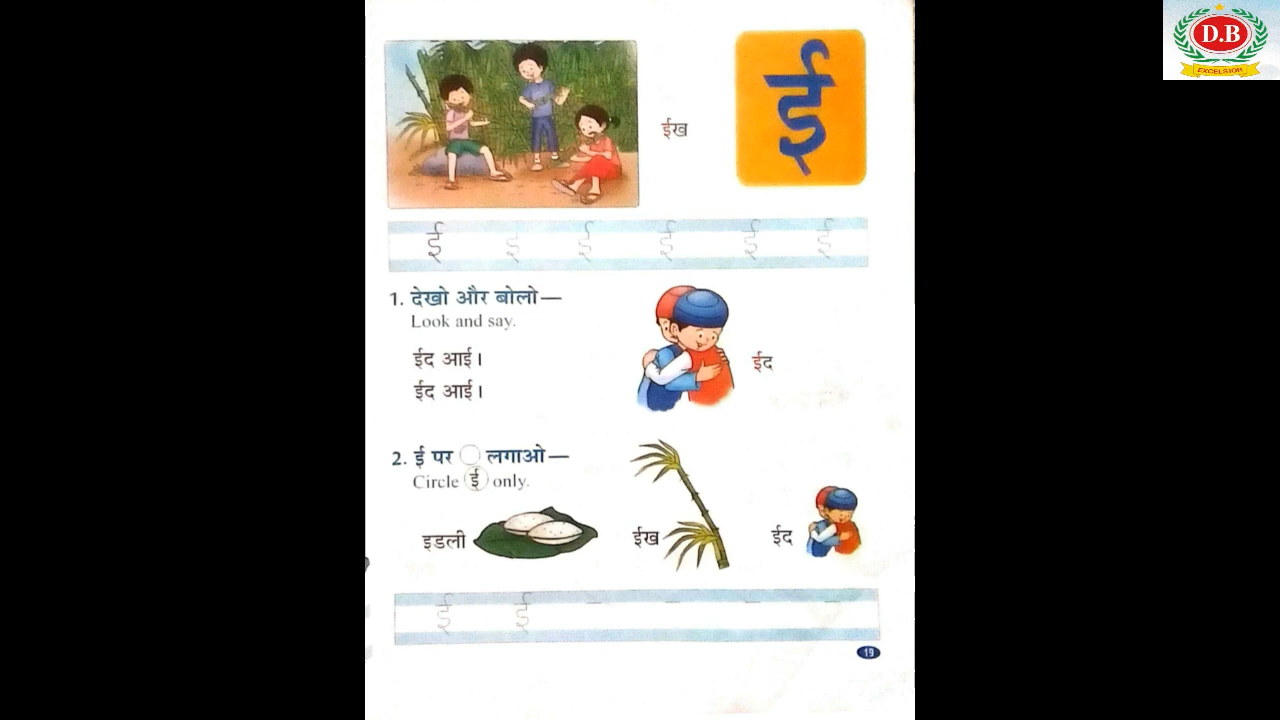 D.B
EXCELSIOR
ईख
ई
ई ई ई ई ई ई
1. देखो और बोलो—
Look and say.
ईद आई।
ईद आई।
ईद
2. ई पर ◯ लगाओ—
Circle ई only.
इडली
ईख
ईद
ई ई
19